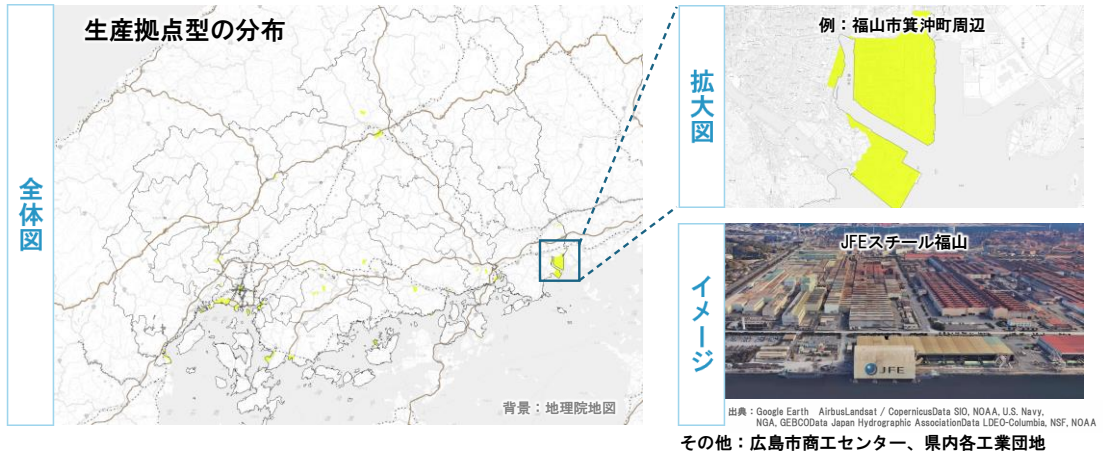 生産拠点型の分布
全体図
背景：地理院地図
拡大図
例：福山市箕沖町周辺
イメージ
JFEスチール福山
JFE
出典：Google Earth AirbusLandsat / CopernicusData SIO, NOAA, U.S. Navy,
NGA, GEBCOData Japan Hydrographic AssociationData LDEO-Columbia, NSF, NOAA
その他：広島市商工センター、県内各工業団地